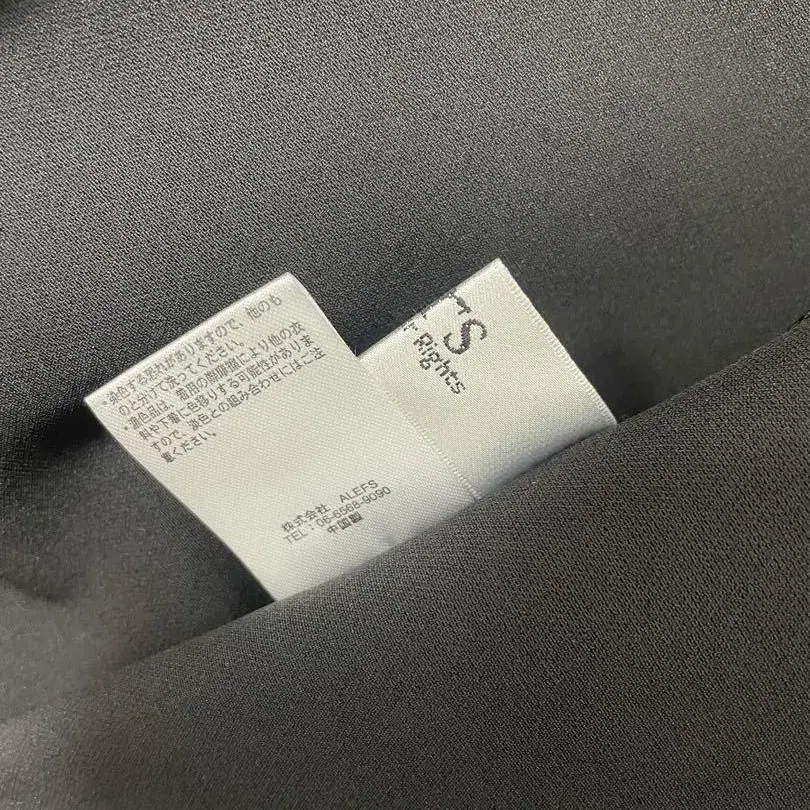 ・染色する恐れがありますので、他のも
のと分けて洗ってください。
・濃色品は、着用の際摩擦により他の衣
料や下着に色移りする可能性がありま
すので、淡色との組み合わせにはご注
意ください。
株式会社 ALEFS
TEL：06-6568-9090
中国製
TS
Rights